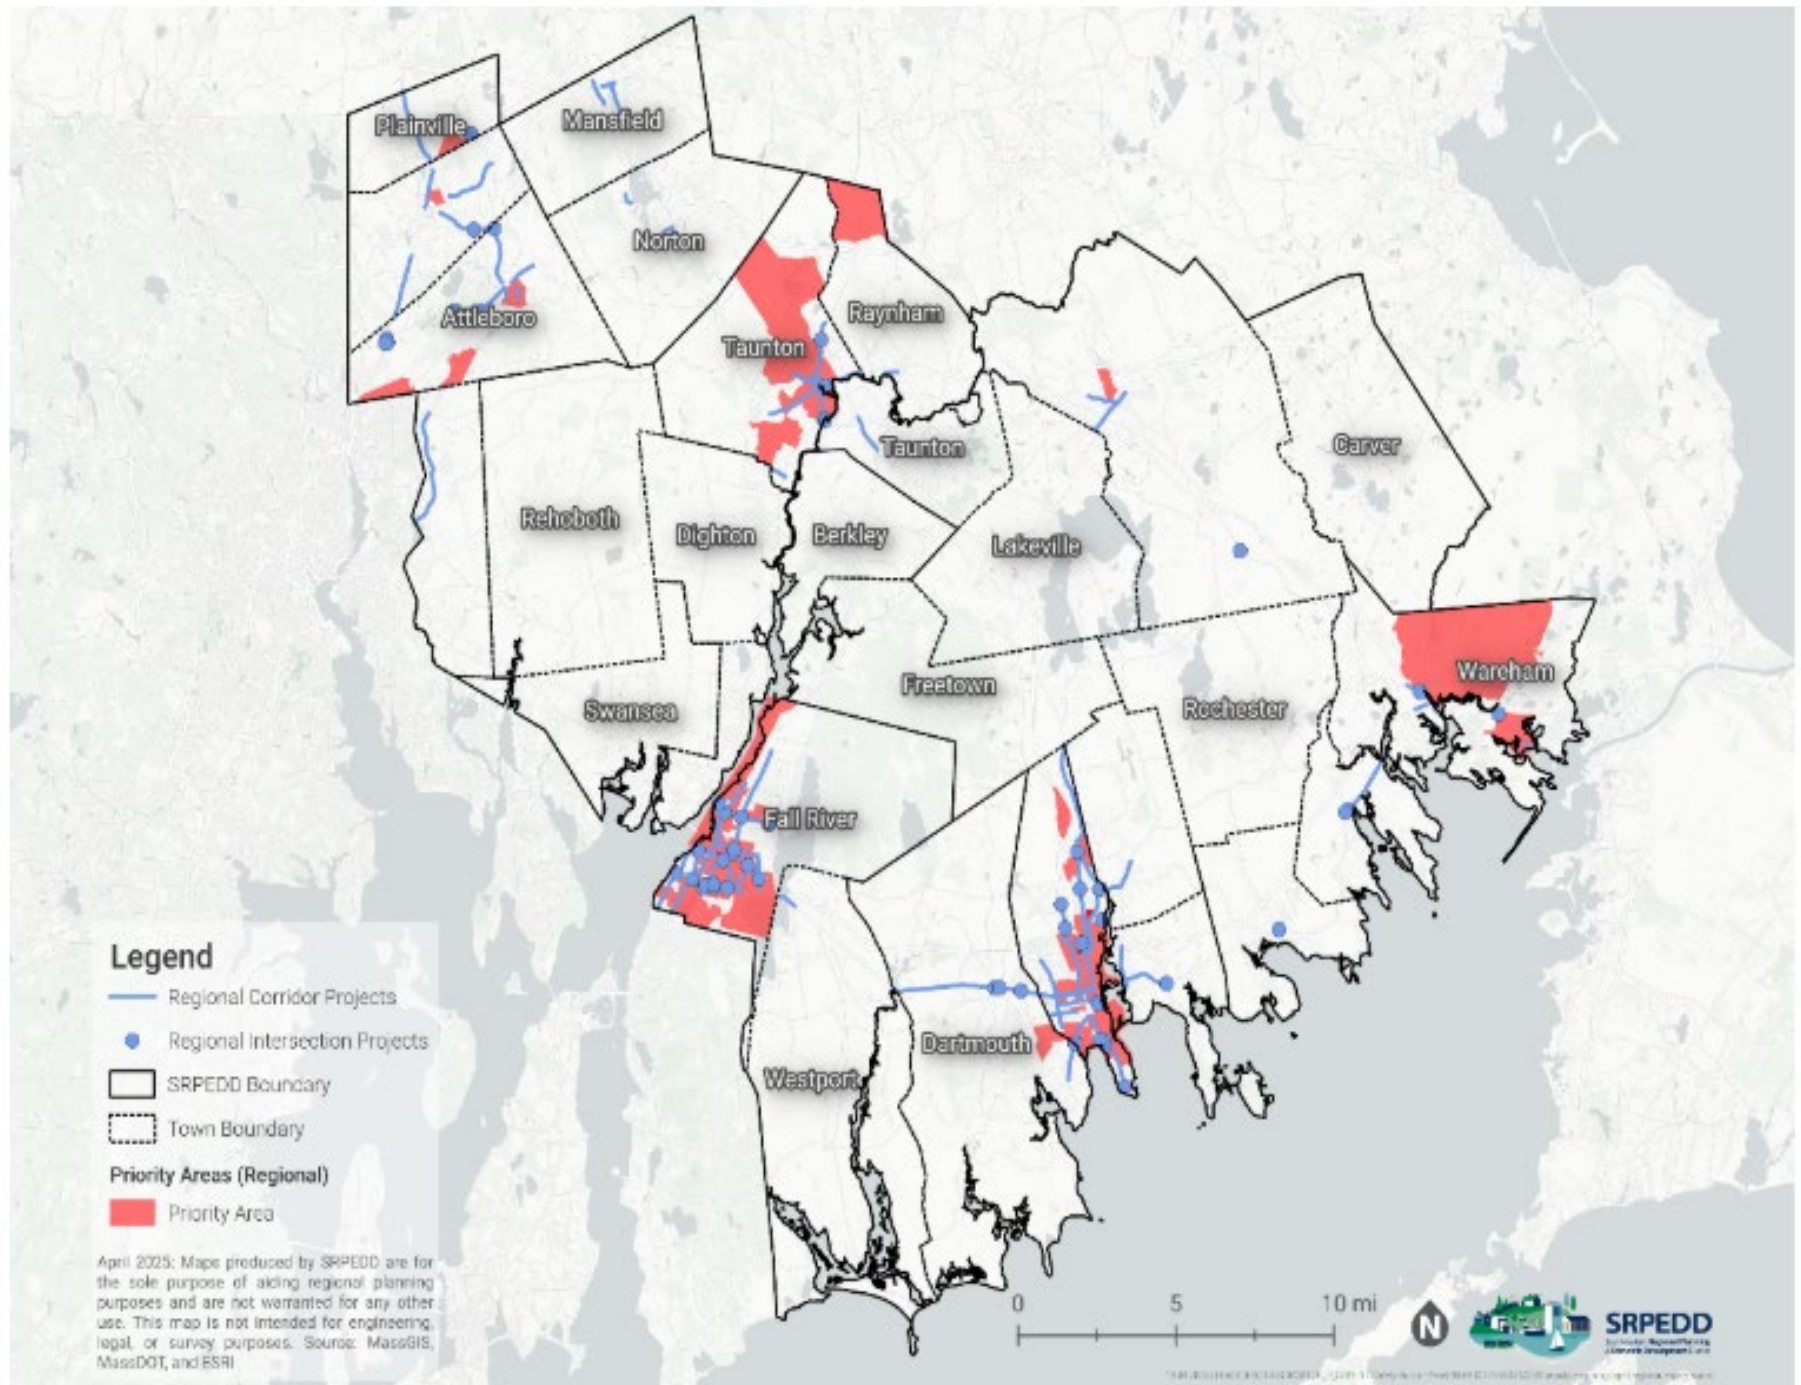 Plainville
Mansfield
Norton
Attleboro
Raynham
Taunton
Taunton
Carver
Rehoboth
Dighton
Berkley
Lakeville
Wareham
Swansea
Freetown
Rochester
Fall River
Dartmouth
Westport
Legend
Regional Corridor Projects
Regional Intersection Projects
SRPEDD Boundary
Town Boundary
Priority Areas (Regional)
Priority Area
April 2025: Maps produced by SRPEDD are for
the sole purpose of aiding regional planning
purposes and are not warranted for any other
use. This map is not intended for engineering,
legal, or survey purposes. Source: MassGIS,
MassDOT, and ESRI
0 5 10 mi
N
SRPEDD